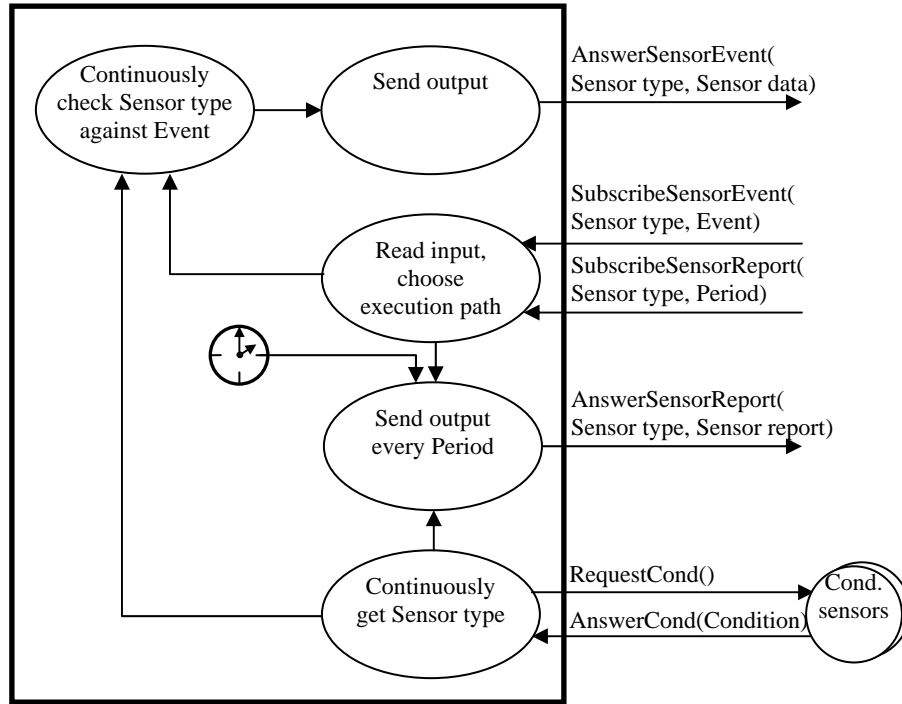 Continuously
check Sensor type
against Event
Send output
AnswerSensorEvent(
Sensor type, Sensor data)
SubscribeSensorEvent(
Sensor type, Event)
Read input,
choose
execution path
SubscribeSensorReport(
Sensor type, Period)
Send output
every Period
AnswerSensorReport(
Sensor type, Sensor report)
Continuously
get Sensor type
RequestCond()
AnswerCond(Condition)
Cond.
sensors